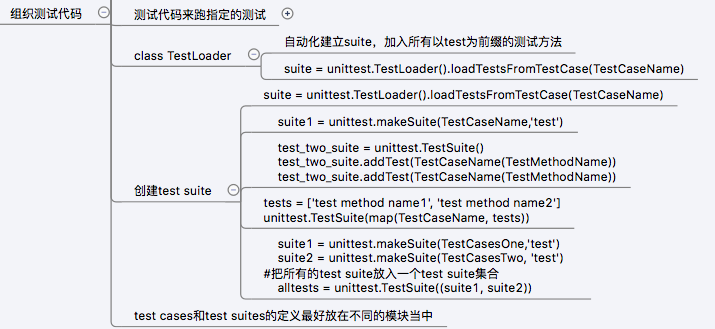 组织测试代码
测试代码来跑指定的测试
class TestLoader
自动化建立suite，加入所有以test为前缀的测试方法
suite = unittest.TestLoader().loadTestsFromTestCase(TestCaseName)
创建test suite
suite = unittest.TestLoader().loadTestsFromTestCase(TestCaseName)
suite1 = unittest.makeSuite(TestCaseName,'test')
test_two_suite = unittest.TestSuite()
test_two_suite.addTest(TestCaseName(TestMethodName))
test_two_suite.addTest(TestCaseName(TestMethodName))
tests = ['test method name1', 'test method name2']
unittest.TestSuite(map(TestCaseName, tests))
suite1 = unittest.makeSuite(TestCasesOne,'test')
suite2 = unittest.makeSuite(TestCasesTwo, 'test')
#把所有的test suite放入一个test suite集合
alltests = unittest.TestSuite((suite1, suite2))
test cases和test suites的定义最好放在不同的模块当中